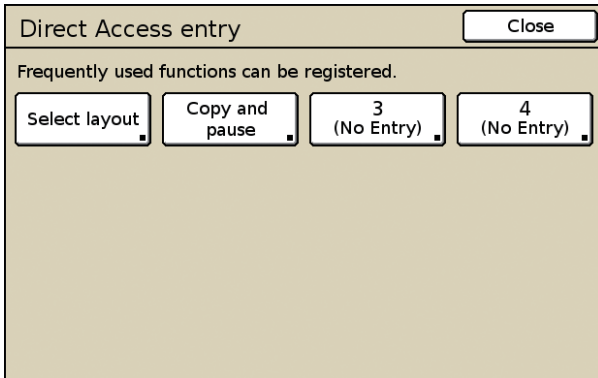 Direct Access entry
Close
Frequently used functions can be registered.
Select layout
Copy and
pause
3
(No Entry)
4
(No Entry)